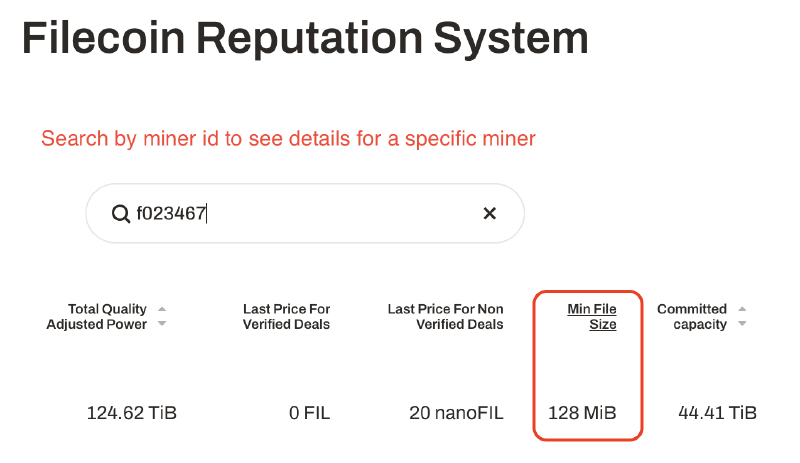 Filecoin Reputation System
Search by miner id to see details for a specific miner
f023467
Total Quality Adjusted Power
Last Price For Verified Deals
Last Price For Non Verified Deals
Min File Size
Committed capacity
124.62 TiB
0 FIL
20 nanoFIL
128 MiB
44.41 TiB